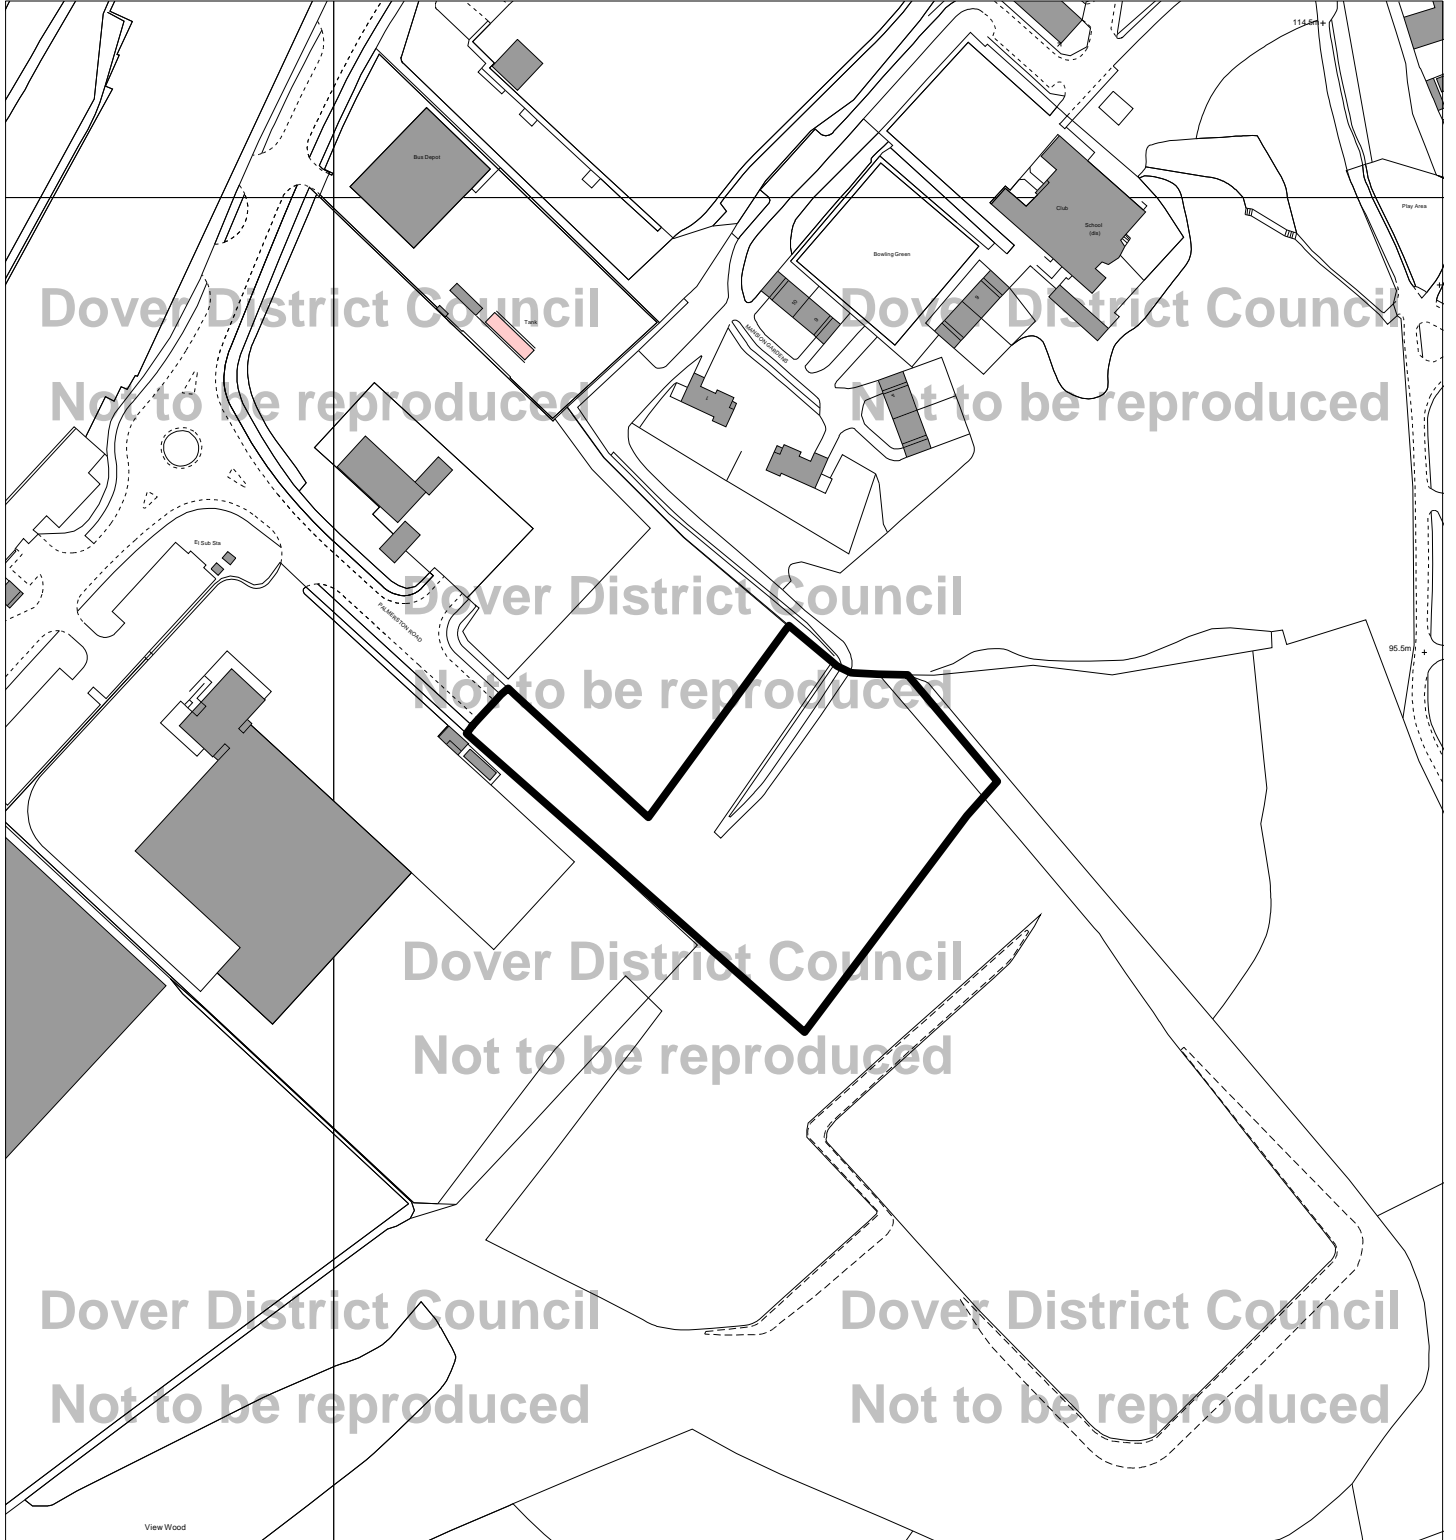 114.5m
Bus Depot
Club
School
(dis)
Play Area
Bowling Green
Dover District Council
Dover District Council
Tank
MANSON GARDENS
Not to be reproduced
Not to be reproduced
El Sub Sta
Dover District Council
PALMERSTON ROAD
95.5m
Not to be reproduced
Dover District Council
Not to be reproduced
Dover District Council
Dover District Council
Not to be reproduced
Not to be reproduced
View Wood